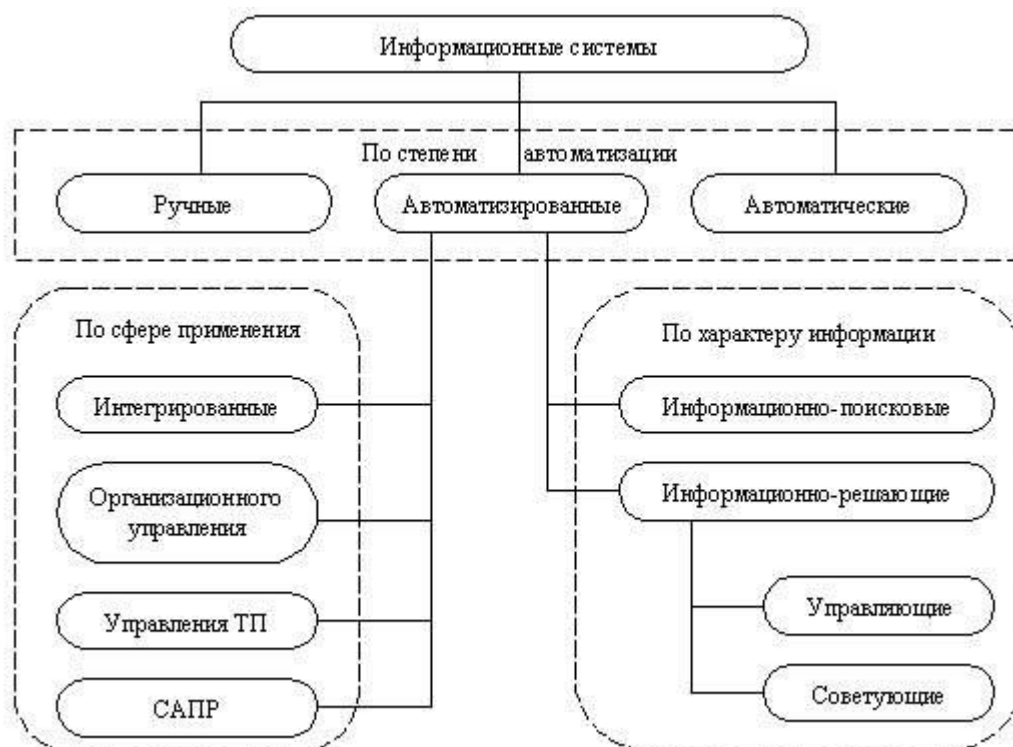 Информационные системы
По степени автоматизации
Ручные
Автоматизированные
Автоматические
По сфере применения
Интегрированные
Организационного
управления
Управления ТП
САПР
По характеру информации
Информационно-поисковые
Информационно-решающие
Управляющие
Советующие